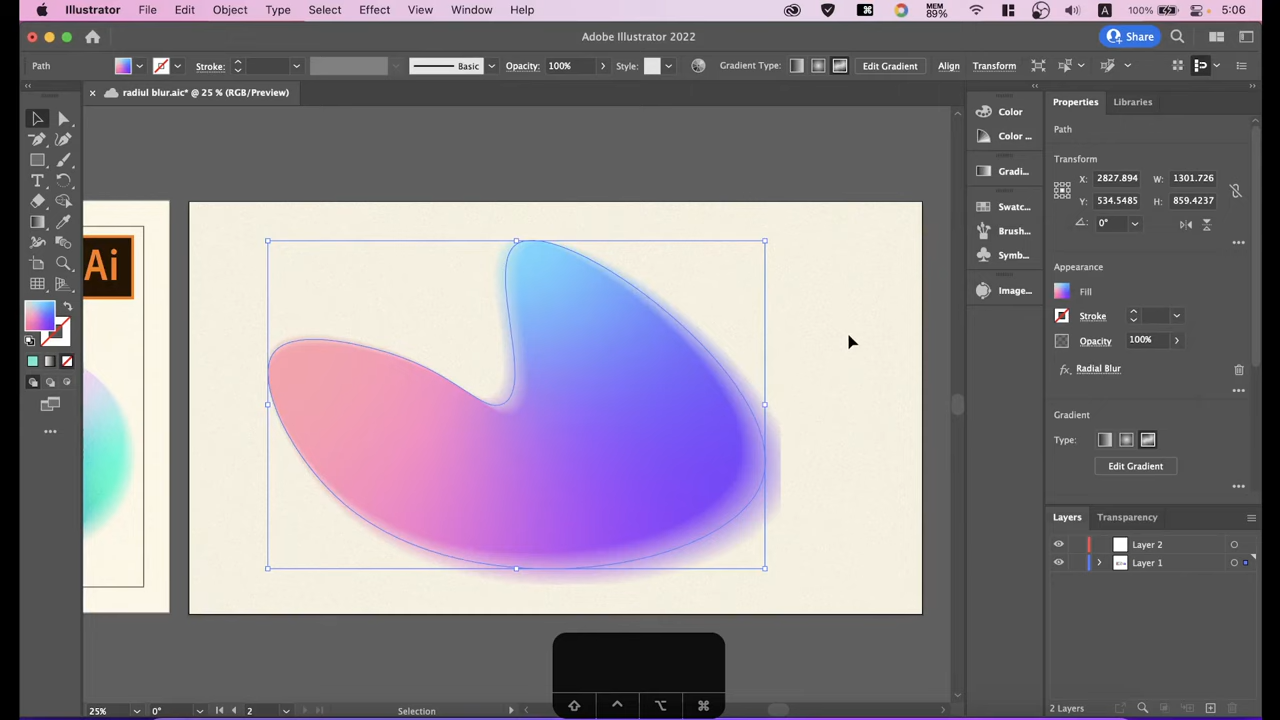 Illustrator File Edit Object Type Select Effect View Window Help MEM 89% A 100% 5:06
Adobe Illustrator 2022 Share
Path Stroke: Basic Opacity: 100% Style: Gradient Type: Edit Gradient Align Transform
radiul blur.aic* @ 25 % (RGB/Preview)
Color
Color ...
Gradi...
Swatc...
Brush...
Symb...
Image...
Properties Libraries
Path
Transform
X: 2827.894 W: 1301.726
Y: 534.5485 H: 859.4237
0°
Appearance
Fill
Stroke
Opacity 100%
fx Radial Blur
Gradient
Type:
Edit Gradient
Layers Transparency
Layer 2
Layer 1
2 Layers
Ai
25% 0° 2 Selection